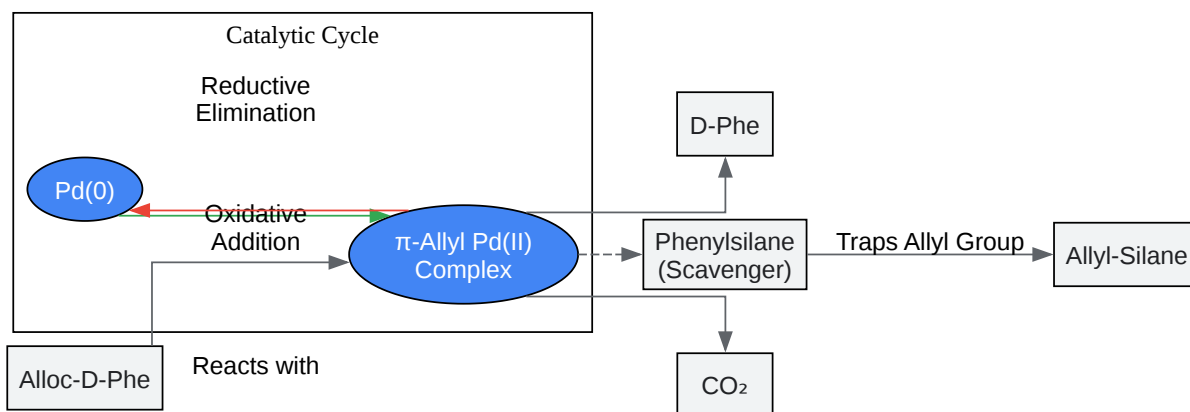 Catalytic Cycle
Reductive
Elimination
D-Phe
Pd(0)
Oxidative
Addition
π-Allyl Pd(II)
Complex
Phenylsilane
(Scavenger)
Traps Allyl Group
Allyl-Silane
Reacts with
Alloc-D-Phe
CO₂